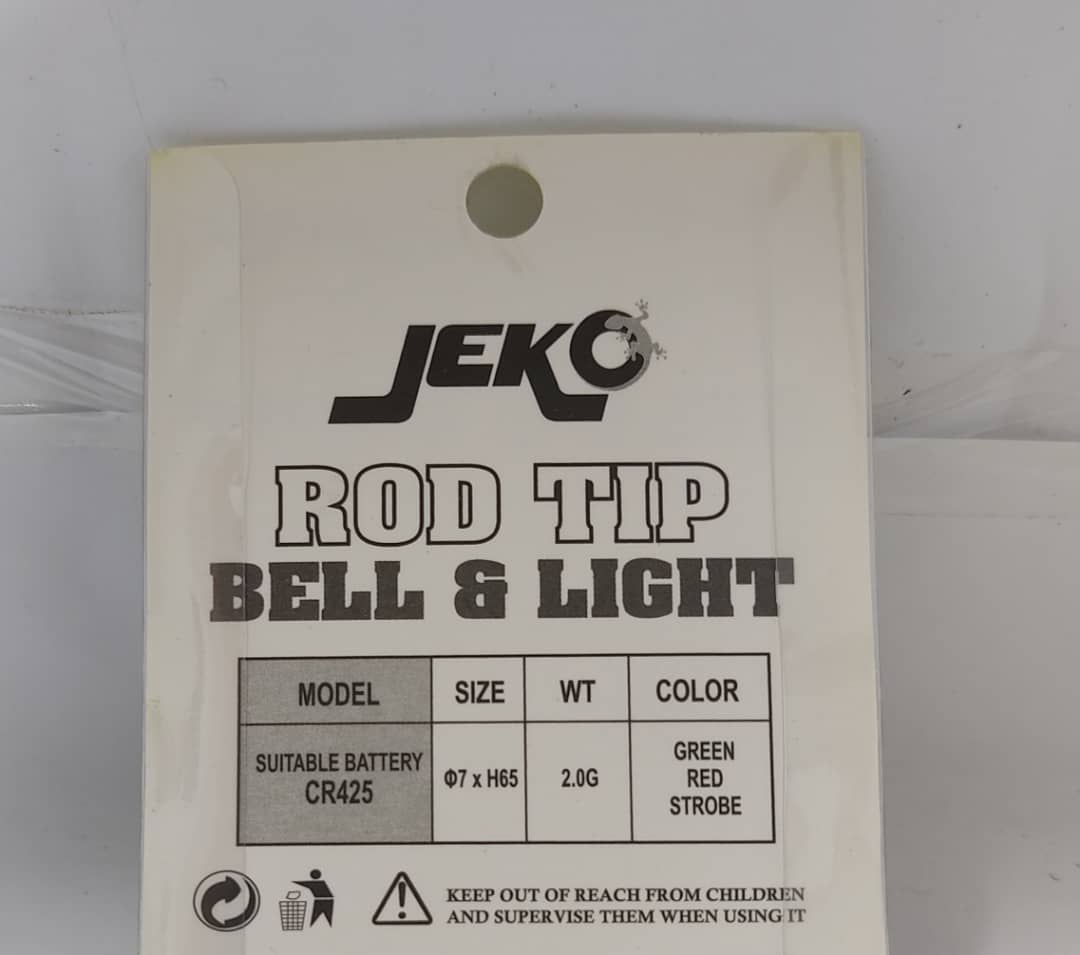 JEKO
ROD TIP
BELL & LIGHT
MODEL SIZE WT COLOR
SUITABLE BATTERY CR425 Φ7 x H65 2.0G GREEN RED STROBE
KEEP OUT OF REACH FROM CHILDREN
AND SUPERVISE THEM WHEN USING IT